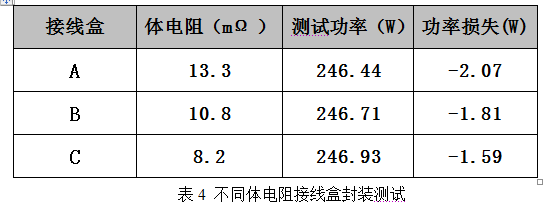 接线盒 体电阻（mΩ ） 测试功率（W） 功率损失(W)
A 13.3 246.44 -2.07
B 10.8 246.71 -1.81
C 8.2 246.93 -1.59
表 4 不同体电阻接线盒封装测试